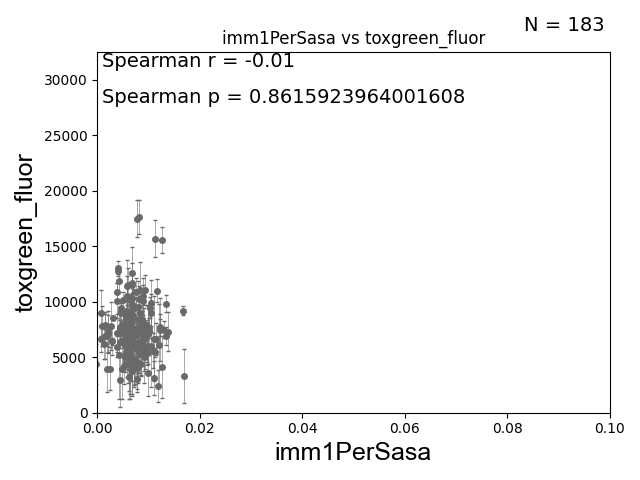 N = 183
imm1PerSasa vs toxgreen_fluor
Spearman r = -0.01
Spearman p = 0.8615923964001608
30000
25000
20000
15000
10000
5000
0
toxgreen_fluor
0.00 0.02 0.04 0.06 0.08 0.10
imm1PerSasa